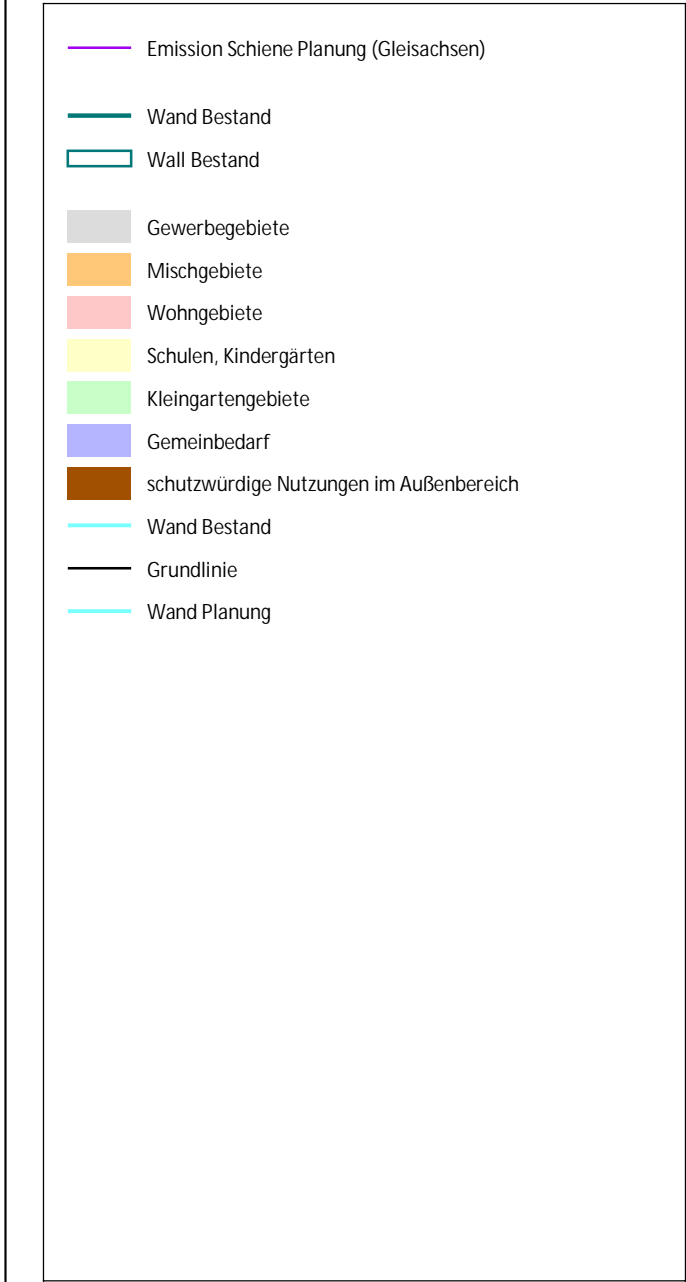 Emission Schiene Planung (Gleisachsen)
Wand Bestand
Wall Bestand
Gewerbegebiete
Mischgebiete
Wohngebiete
Schulen, Kindergärten
Kleingartengebiete
Gemeinbedarf
schutzwürdige Nutzungen im Außenbereich
Wand Bestand
Grundlinie
Wand Planung